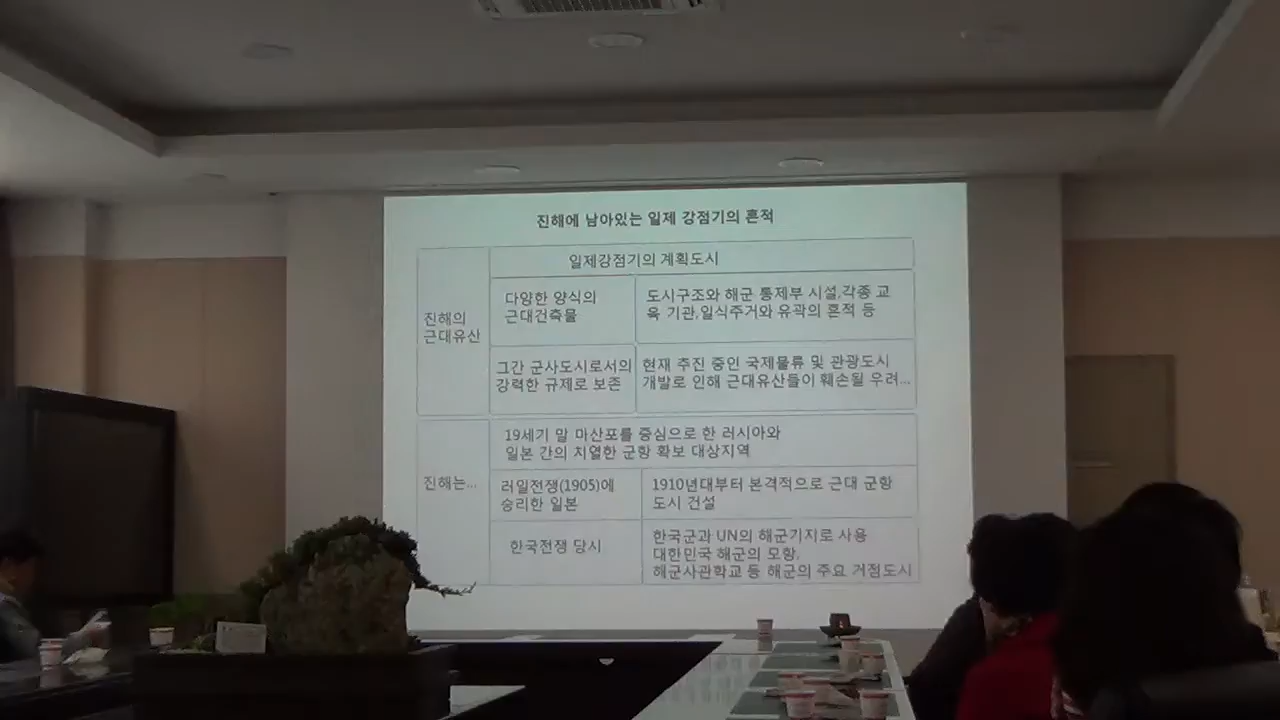 진해에 남아있는 일제 강점기의 흔적
일제강점기의 계획도시
진해의
근대유산
다양한 양식의
근대건축물
도시구조와 해군 통제부 시설,각종 교
육 기관,일식주거와 유곽의 흔적 등
그간 군사도시로서의
강력한 규제로 보존
현재 추진 중인 국제물류 및 관광도시
개발로 인해 근대유산들이 훼손될 우려...
진해는...
19세기 말 마산포를 중심으로 한 러시아와
일본 간의 치열한 군항 확보 대상지역
러일전쟁(1905)에
승리한 일본
1910년대부터 본격적으로 근대 군항
도시 건설
한국전쟁 당시
한국군과 UN의 해군기지로 사용
대한민국 해군의 모항,
해군사관학교 등 해군의 주요 거점도시